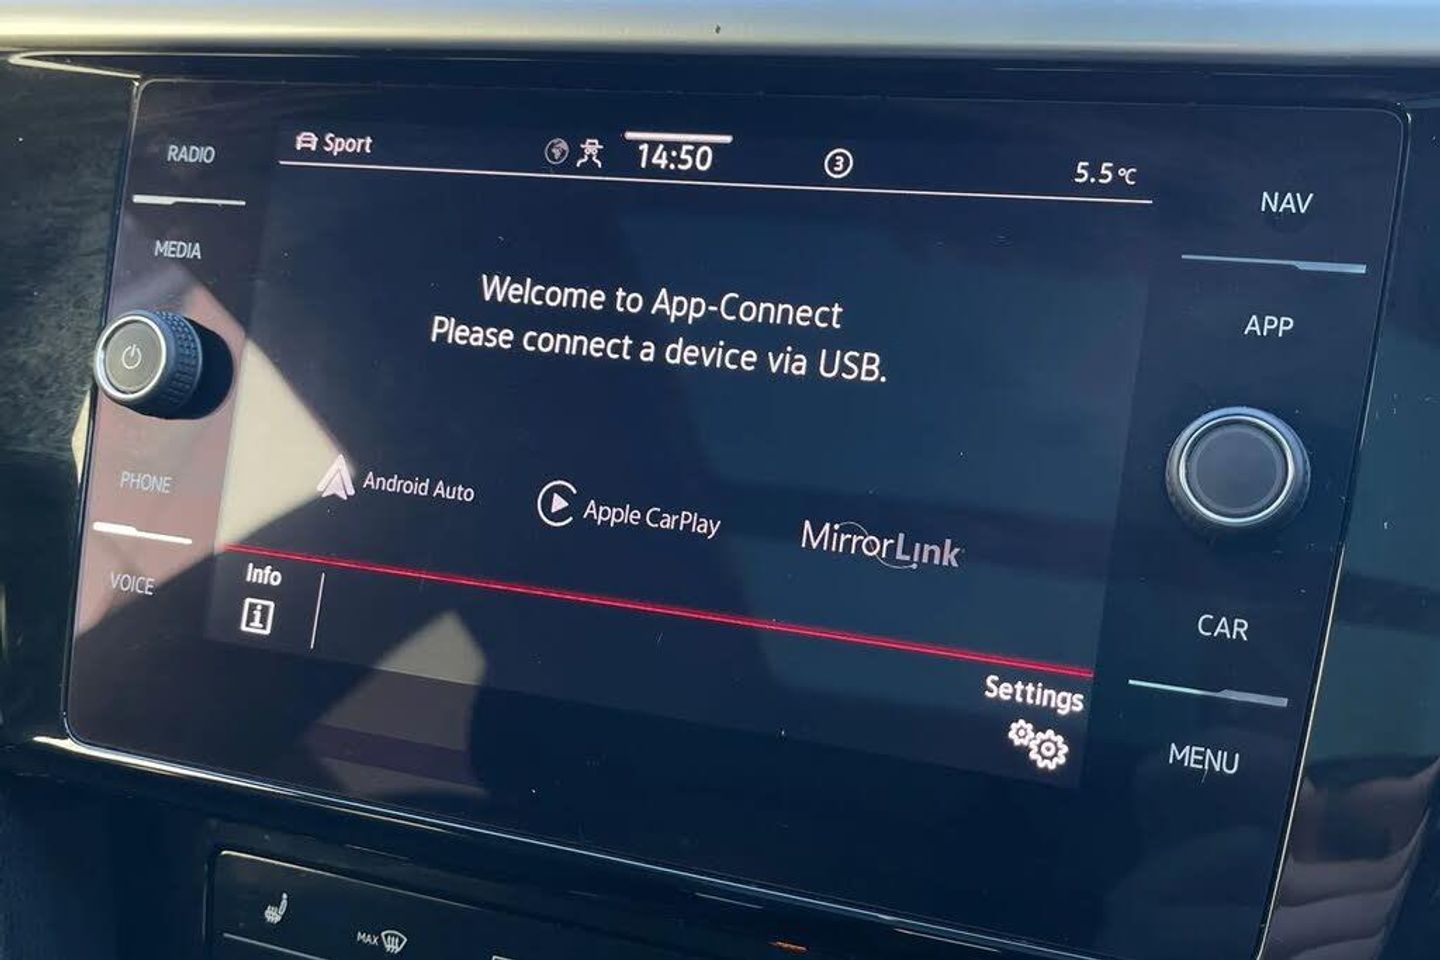 RADIO
MEDIA
PHONE
VOICE
Sport
14:50
3
5.5°C
Welcome to App-Connect
Please connect a device via USB.
Android Auto
Apple CarPlay
MirrorLink
Info
i
Settings
NAV
APP
CAR
MENU
MAX